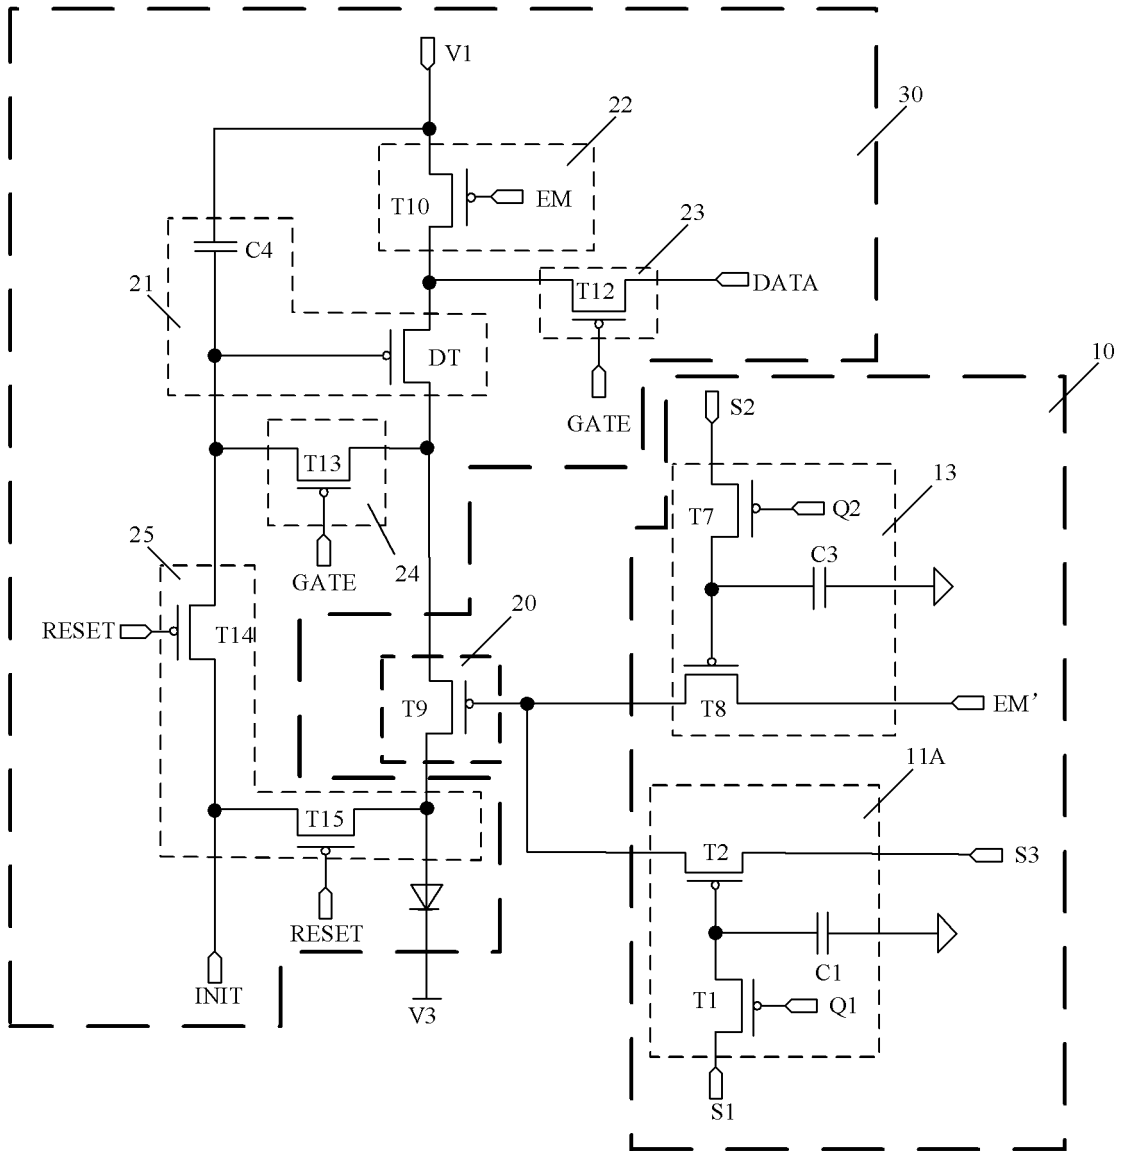 V1
30
22
T10
EM
23
C4
21
T12
DATA
DT
10
GATE
S2
T13
13
T7
Q2
25
24
C3
GATE
20
RESET
T14
T9
T8
EM’
11A
T15
T2
S3
RESET
C1
INIT
T1
Q1
V3
S1